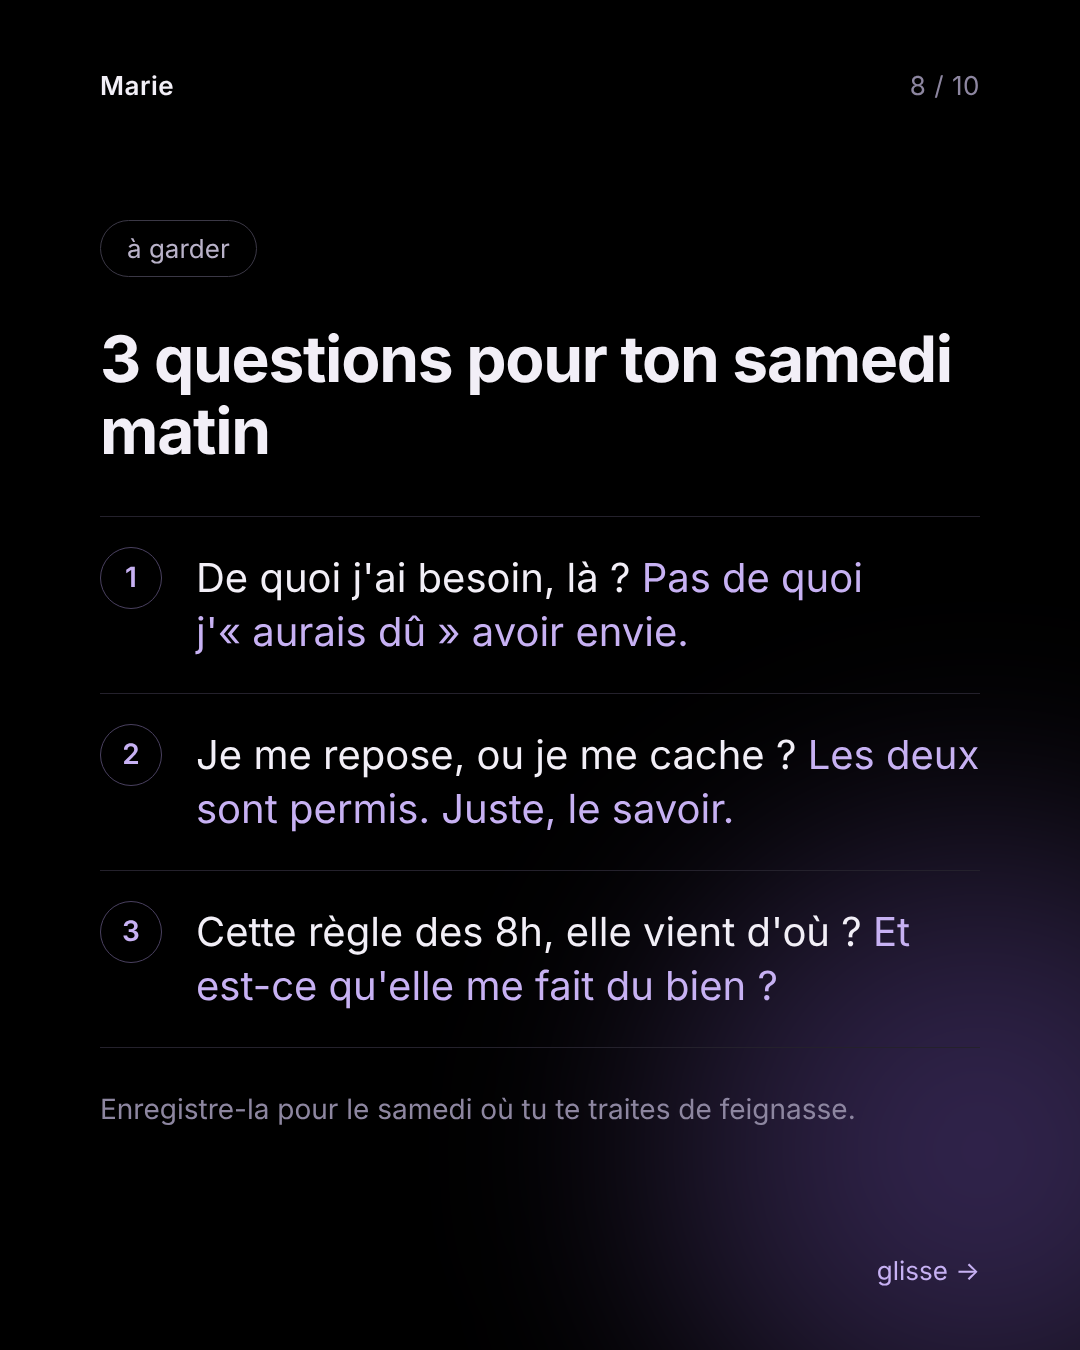 Marie
8 / 10
à garder
3 questions pour ton samedi
matin
1
De quoi j'ai besoin, là ? Pas de quoi
j'« aurais dû » avoir envie.
2
Je me repose, ou je me cache ? Les deux
sont permis. Juste, le savoir.
3
Cette règle des 8h, elle vient d'où ? Et
est-ce qu'elle me fait du bien ?
Enregistre-la pour le samedi où tu te traites de feignasse.
glisse →